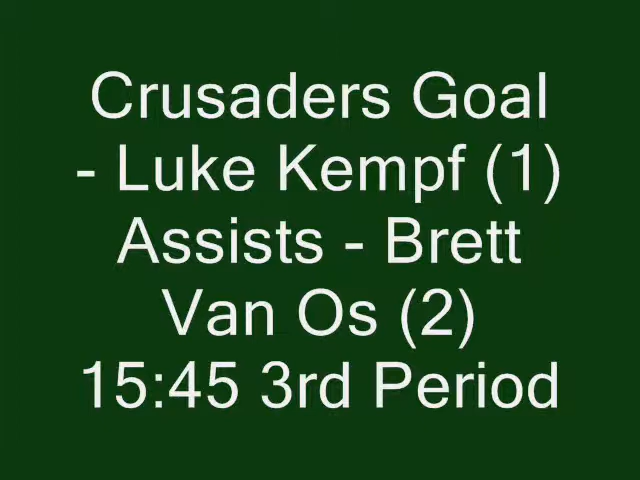 Crusaders Goal
- Luke Kempf (1)
Assists - Brett
Van Os (2)
15:45 3rd Period